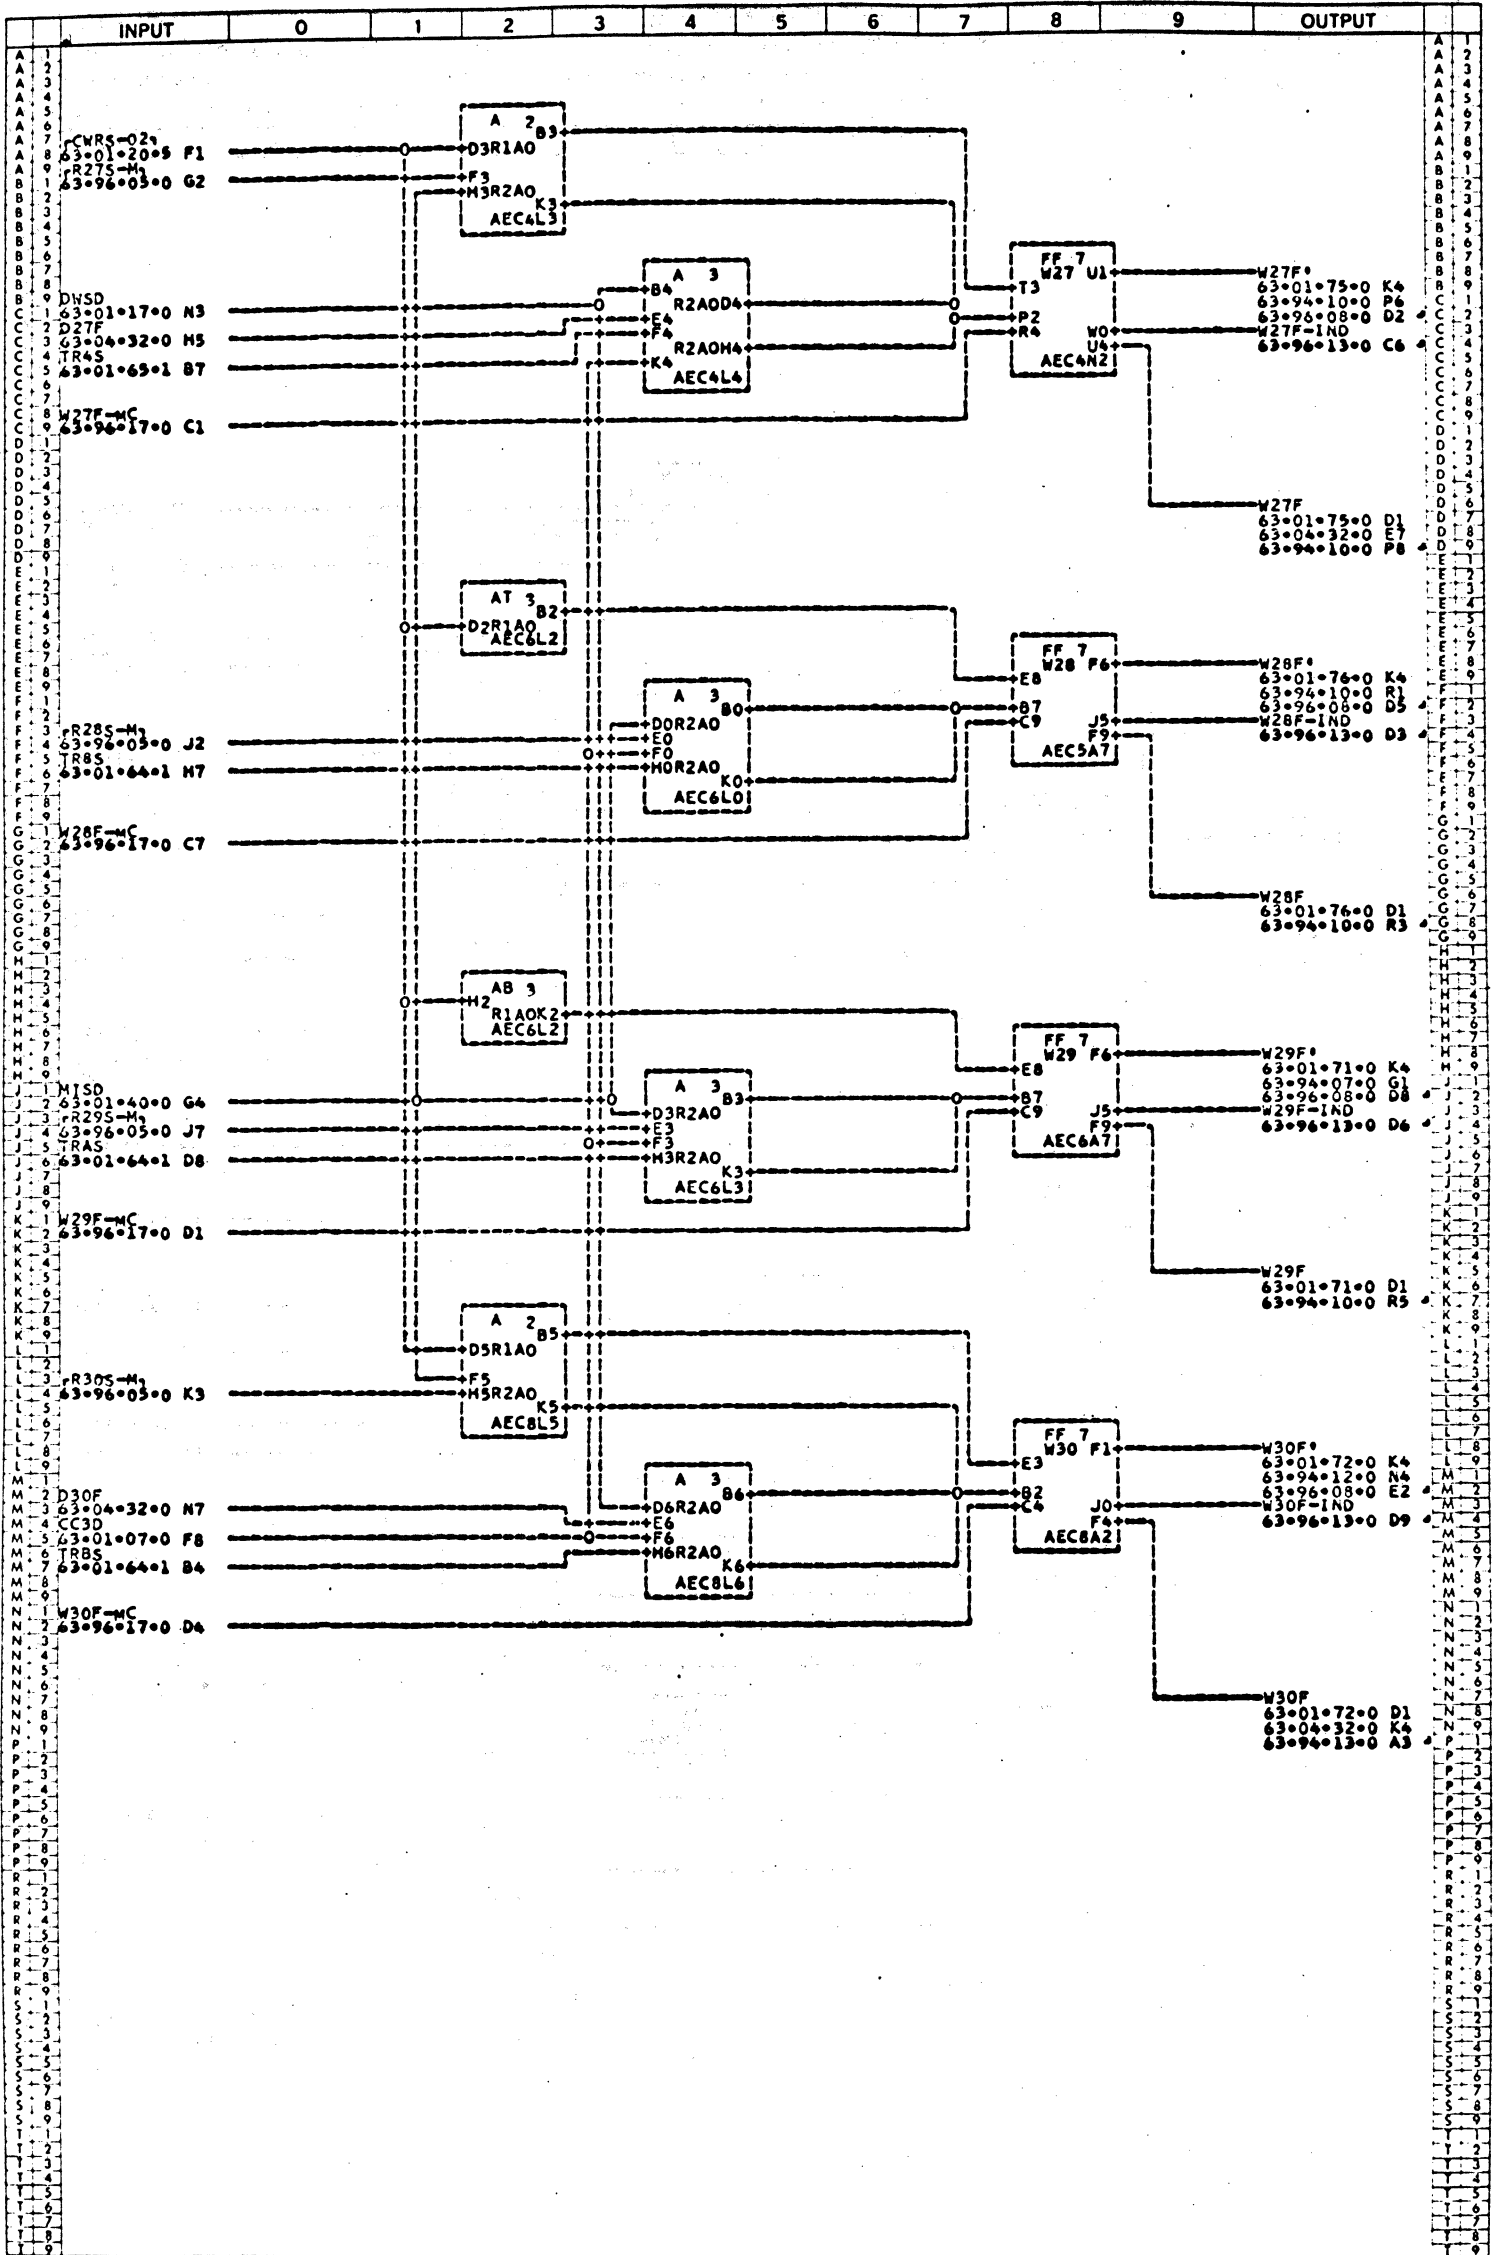 INPUT 0 1 2 3 4 5 6 7 8 9 OUTPUT
CWRS-02
63•01•20•5 F1
R27S-M
63•96•05•0 G2
A 2
B3
D3R1AO
F3
H3R2AO
K3
AEC4L3
DWSD
63•01•17•0 N3
D27F
63•04•32•0 H5
TR4S
63•01•65•1 B7
W27F-MC
63•96•17•0 C1
A 3
B4
R2AOD4
E4
F4
R2AOH4
K4
AEC4L4
FF 7
W27 U1
T3
P2
R4
W0
U4
AEC4N2
W27F'
63•01•75•0 K4
63•94•10•0 P6
63•96•08•0 D2
W27F-IND
63•96•13•0 C6
W27F
63•01•75•0 D1
63•04•32•0 E7
63•94•10•0 P8
AT 3
B2
D2R1AO
AEC6L2
R28S-M
63•96•05•0 J2
TR8S
63•01•64•1 H7
W28F-MC
63•96•17•0 C7
A 3
B0
D0R2AO
E0
F0
H0R2AO
K0
AEC6L0
FF 7
W28 F6
E8
B7
C9
J5
F9
AEC5A7
W28F'
63•01•76•0 K4
63•94•10•0 R1
63•96•08•0 D5
W28F-IND
63•96•13•0 D3
W28F
63•01•76•0 D1
63•94•10•0 R3
AB 3
H2
R1AOK2
AEC6L2
MISD
63•01•40•0 G4
R29S-M
63•96•05•0 J7
TRAS
63•01•64•1 D8
W29F-MC
63•96•17•0 D1
A 3
B3
D3R2AO
E3
F3
H3R2AO
K3
AEC6L3
FF 7
W29 F6
E8
B7
C9
J5
F9
AEC6A7
W29F'
63•01•71•0 K4
63•94•07•0 G1
63•96•08•0 D8
W29F-IND
63•96•13•0 D6
W29F
63•01•71•0 D1
63•94•10•0 R5
A 2
B5
D5R1AO
F5
H5R2AO
K5
AEC8L5
R30S-M
63•96•05•0 K3
D30F
63•04•32•0 N7
CC3D
63•01•07•0 F8
TRBS
63•01•64•1 B4
W30F-MC
63•96•17•0 D4
A 3
B6
D6R2AO
E6
F6
H6R2AO
K6
AEC8L6
FF 7
W30 F1
E3
B2
C4
J0
F4
AEC8A2
W30F'
63•01•72•0 K4
63•94•12•0 N4
63•96•08•0 E2
W30F-IND
63•96•13•0 D9
W30F
63•01•72•0 D1
63•04•32•0 K4
63•94•13•0 A3